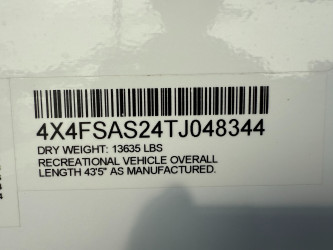 4X4FSAS24TJ048344
DRY WEIGHT: 13635 LBS
RECREATIONAL VEHICLE OVERALL
LENGTH 43'5" AS MANUFACTURED.